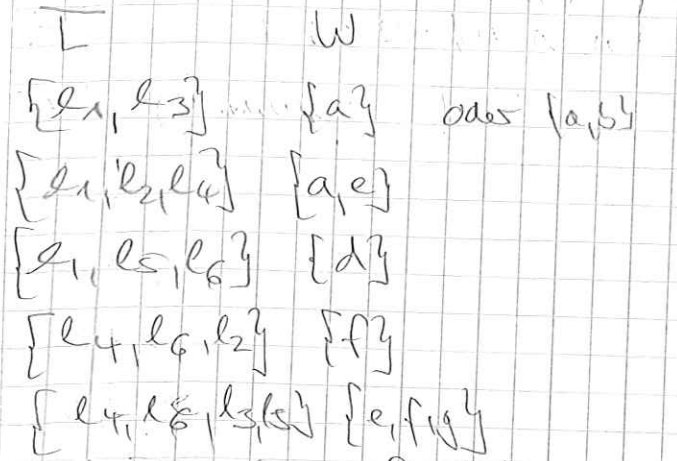 L̅ W
{l1, l3} {a} oder {a,b}
{l1, l2, l4} {a, e}
{l1, l5, l6} {d}
{l4, l6, l2} {f}
{l4, l6, l3, l5} {e, f, g}